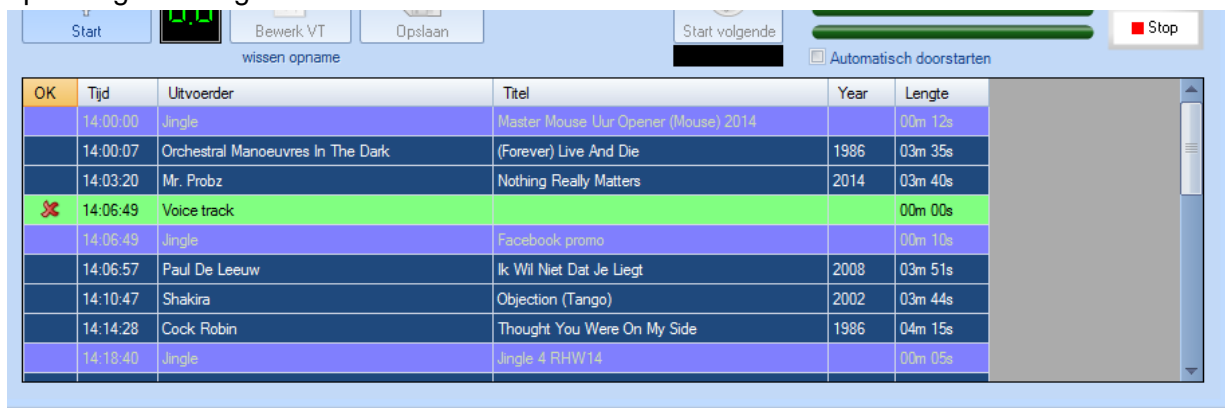 Start
0.0
Bewerk VT
Opslaan
Start volgende
Stop
wissen opname
Automatisch doorstarten
OK Tijd Uitvoerder Titel Year Lengte
14:00:00 Jingle Master Mouse Uur Opener (Mouse) 2014 00m 12s
14:00:07 Orchestral Manoeuvres In The Dark (Forever) Live And Die 1986 03m 35s
14:03:20 Mr. Probz Nothing Really Matters 2014 03m 40s
14:06:49 Voice track 00m 00s
14:06:49 Jingle Facebook promo 00m 10s
14:06:57 Paul De Leeuw Ik Wil Niet Dat Je Liegt 2008 03m 51s
14:10:47 Shakira Objection (Tango) 2002 03m 44s
14:14:28 Cock Robin Thought You Were On My Side 1986 04m 15s
14:18:40 Jingle Jingle 4 RHW14 00m 05s